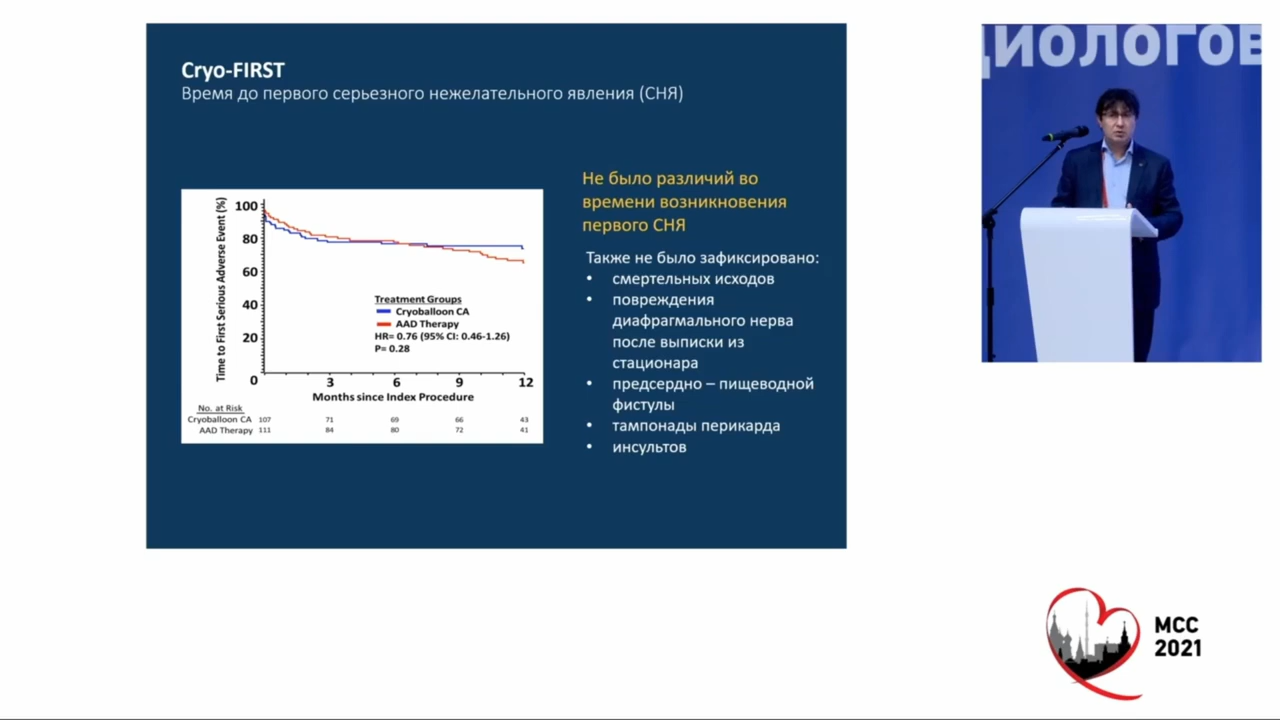 Cryo-FIRST
Время до первого серьезного нежелательного явления (СНЯ)
Time to First Serious Adverse Event (%)
100
80
60
40
20
0
3
6
9
12
Treatment Groups
Cryoballoon CA
AAD Therapy
HR= 0.76 (95% CI: 0.46-1.26)
P= 0.28
Months since Index Procedure
No. at Risk
Cryoballoon CA 107 71 69 66 43
AAD Therapy 111 84 80 72 41
Не было различий во
времени возникновения
первого СНЯ
Также не было зафиксировано:
• смертельных исходов
• повреждения
диафрагмального нерва
после выписки из
стационара
• предсердно – пищеводной
фистулы
• тампонады перикарда
• инсультов
диологов
МСС
2021